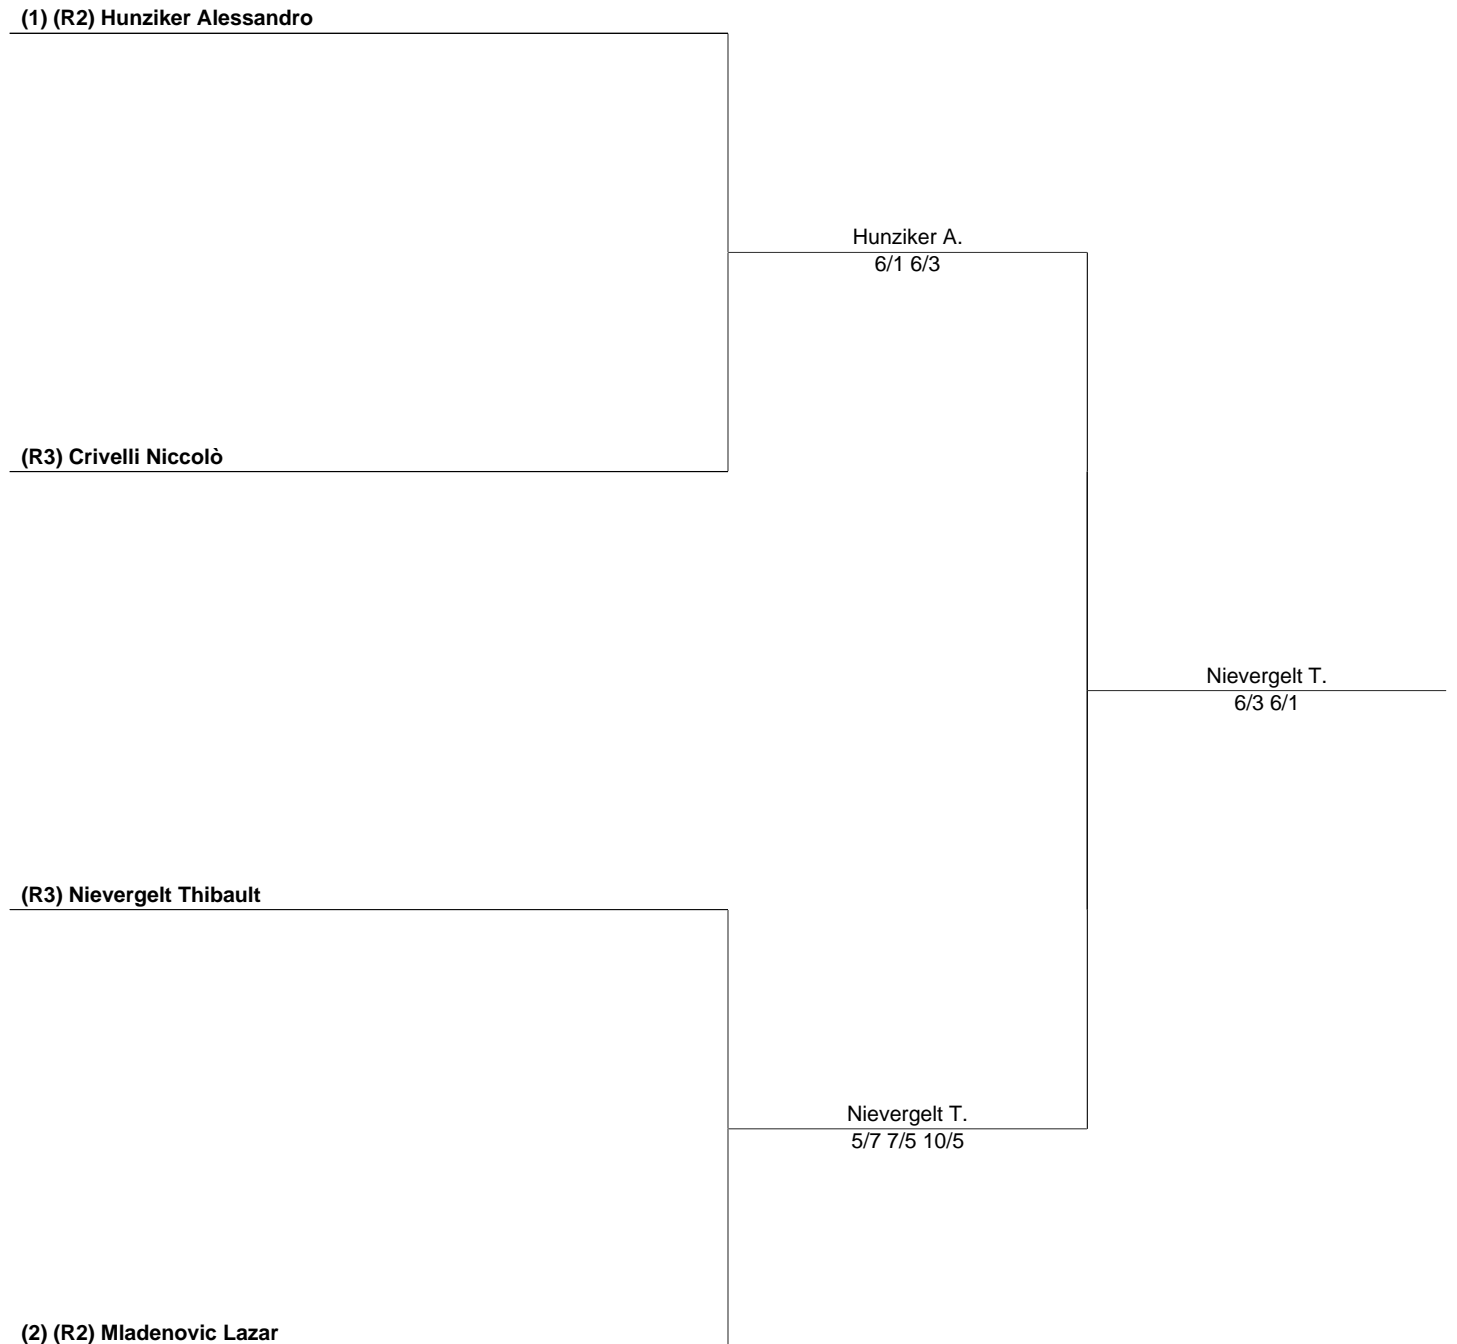 (1) (R2) Hunziker Alessandro
Hunziker A.
6/1 6/3
(R3) Crivelli Niccolò
Nievergelt T.
6/3 6/1
(R3) Nievergelt Thibault
Nievergelt T.
5/7 7/5 10/5
(2) (R2) Mladenovic Lazar